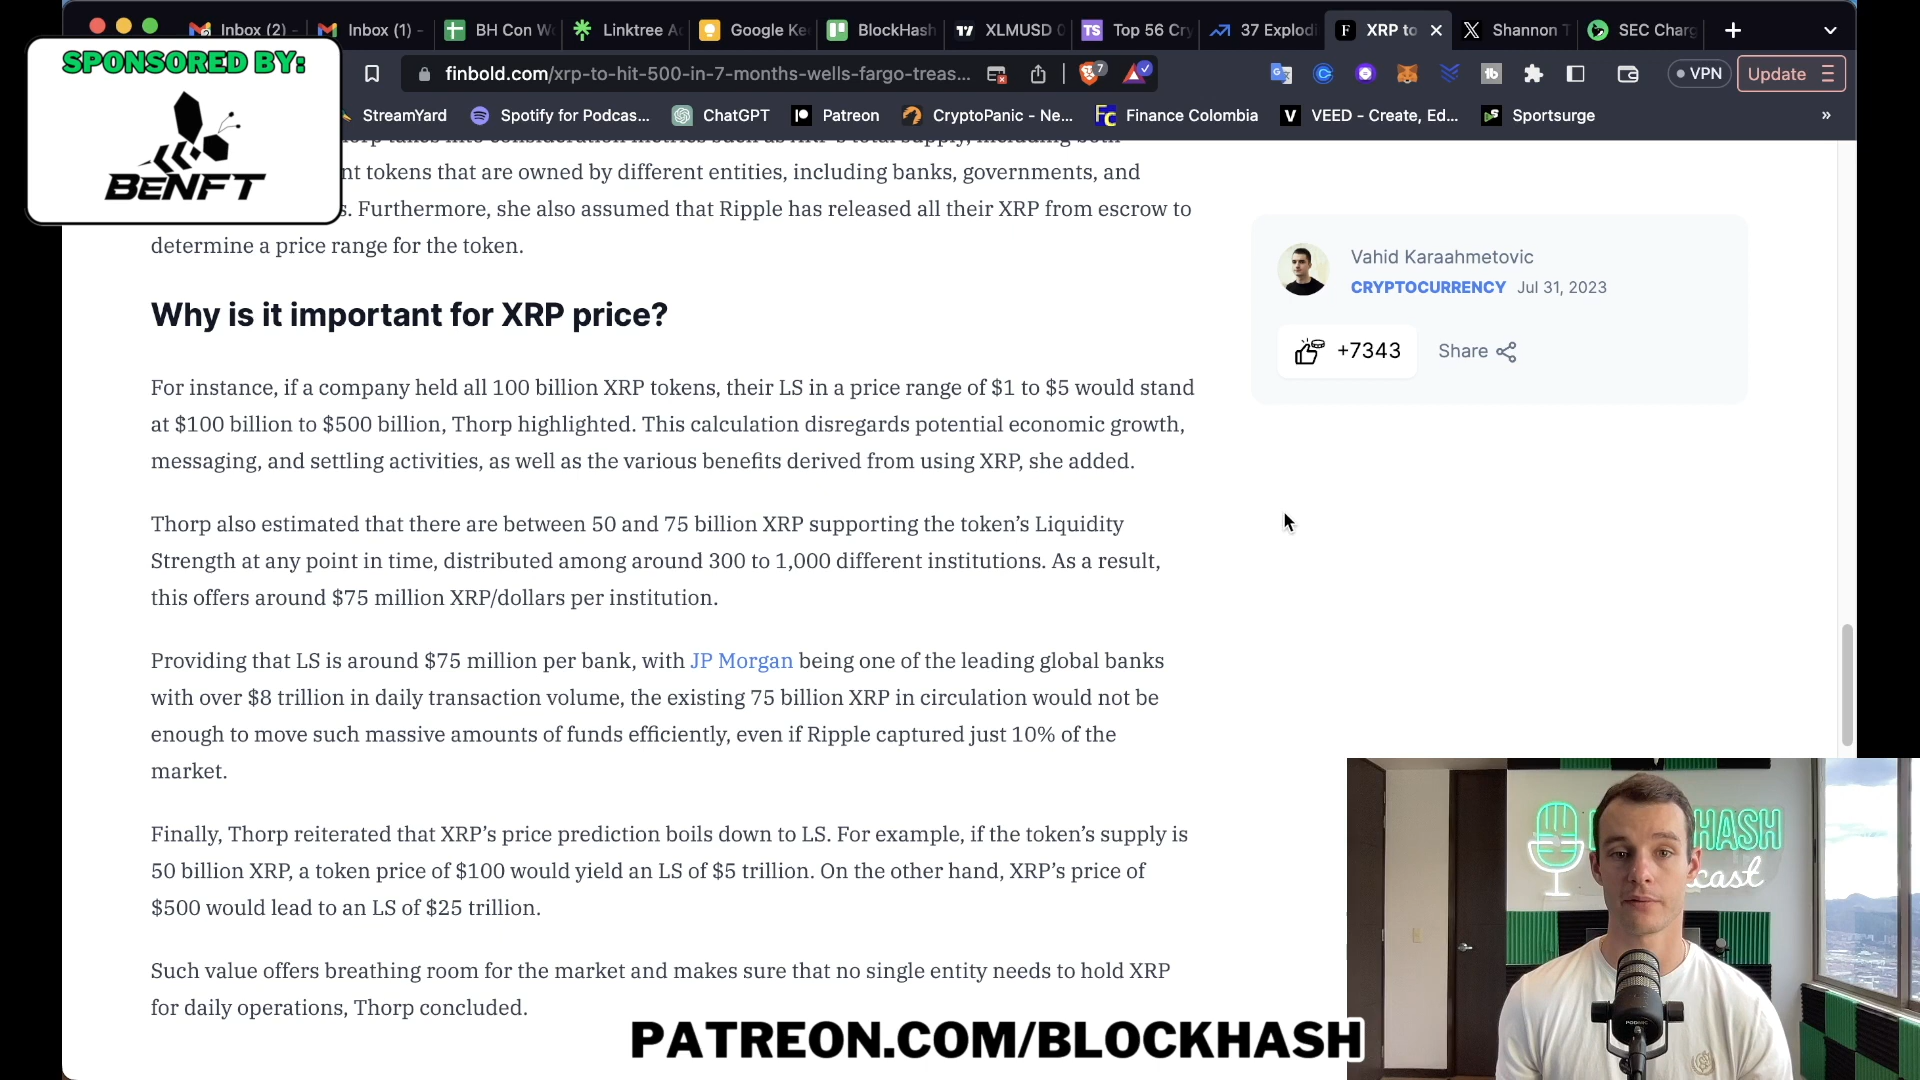 Inbox (2) -
Inbox (1) -
BH Con Wo
Linktree Ad
Google Kee
BlockHash
XLMUSD 0
Top 56 Cry
37 Explodi
XRP to
Shannon T
SEC Charg
SPONSORED BY:
BENFT
finbold.com/xrp-to-hit-500-in-7-months-wells-fargo-treas...
7
VPN
Update
StreamYard
Spotify for Podcas...
ChatGPT
Patreon
CryptoPanic - Ne...
Finance Colombia
VEED - Create, Ed...
Sportsurge
»
nt tokens that are owned by different entities, including banks, governments, and
s. Furthermore, she also assumed that Ripple has released all their XRP from escrow to
determine a price range for the token.
Why is it important for XRP price?
For instance, if a company held all 100 billion XRP tokens, their LS in a price range of $1 to $5 would stand
at $100 billion to $500 billion, Thorp highlighted. This calculation disregards potential economic growth,
messaging, and settling activities, as well as the various benefits derived from using XRP, she added.
Thorp also estimated that there are between 50 and 75 billion XRP supporting the token’s Liquidity
Strength at any point in time, distributed among around 300 to 1,000 different institutions. As a result,
this offers around $75 million XRP/dollars per institution.
Providing that LS is around $75 million per bank, with JP Morgan being one of the leading global banks
with over $8 trillion in daily transaction volume, the existing 75 billion XRP in circulation would not be
enough to move such massive amounts of funds efficiently, even if Ripple captured just 10% of the
market.
Finally, Thorp reiterated that XRP’s price prediction boils down to LS. For example, if the token’s supply is
50 billion XRP, a token price of $100 would yield an LS of $5 trillion. On the other hand, XRP’s price of
$500 would lead to an LS of $25 trillion.
Such value offers breathing room for the market and makes sure that no single entity needs to hold XRP
for daily operations, Thorp concluded.
Vahid Karaahmetovic
CRYPTOCURRENCY Jul 31, 2023
+7343
Share
HASH
cast
PATREON.COM/BLOCKHASH